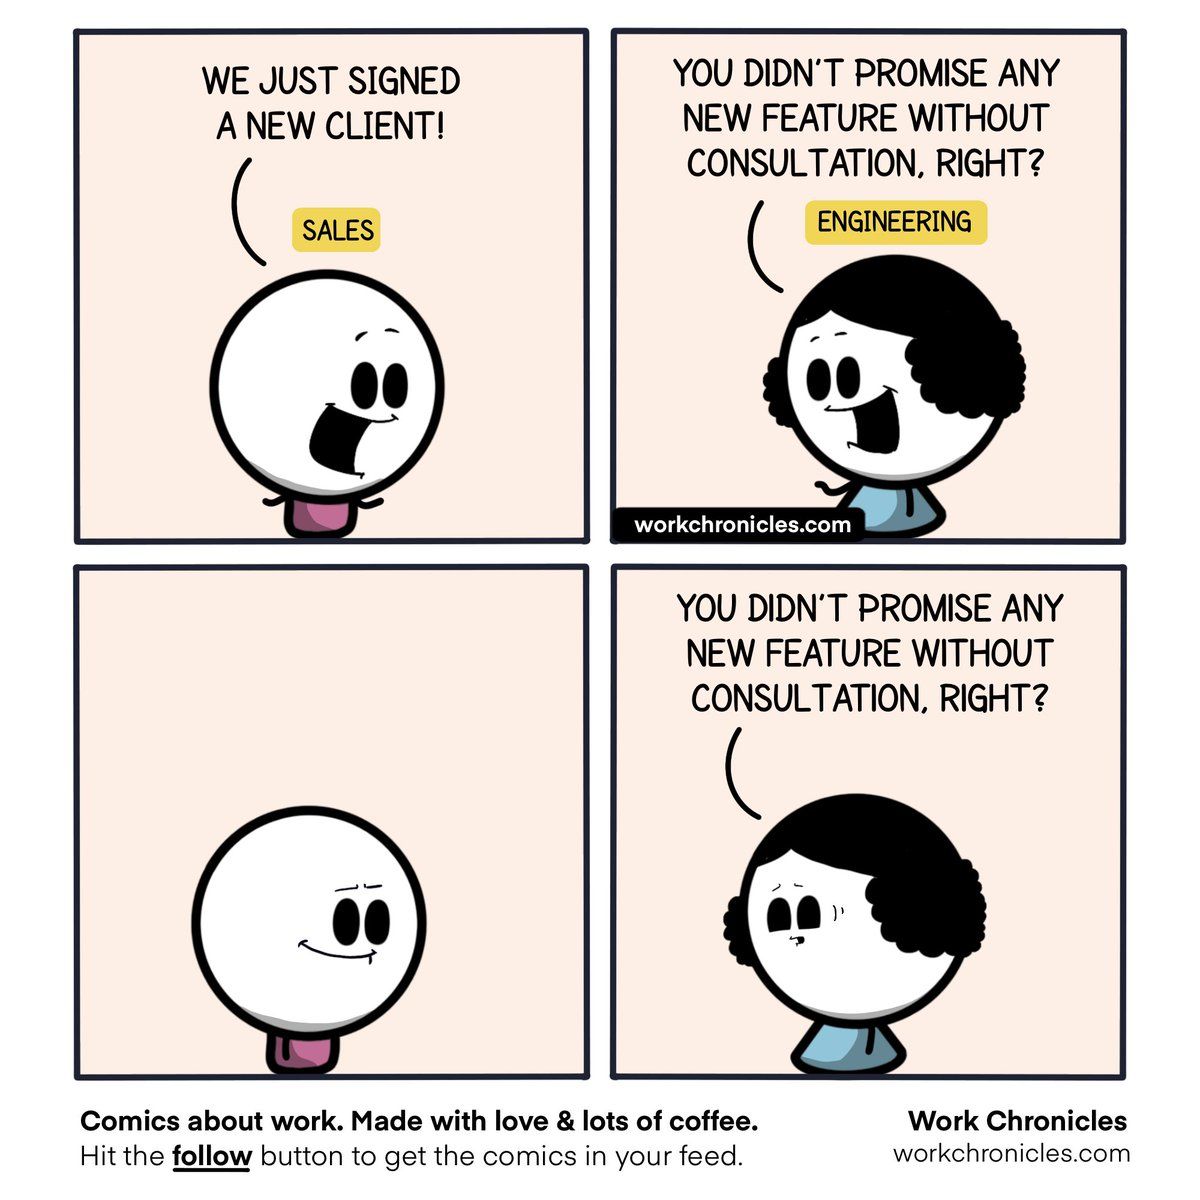 WE JUST SIGNED
A NEW CLIENT!
SALES
YOU DIDN'T PROMISE ANY
NEW FEATURE WITHOUT
CONSULTATION, RIGHT?
ENGINEERING
workchronicles.com
YOU DIDN'T PROMISE ANY
NEW FEATURE WITHOUT
CONSULTATION, RIGHT?
Comics about work. Made with love & lots of coffee.
Hit the follow button to get the comics in your feed.
Work Chronicles
workchronicles.com